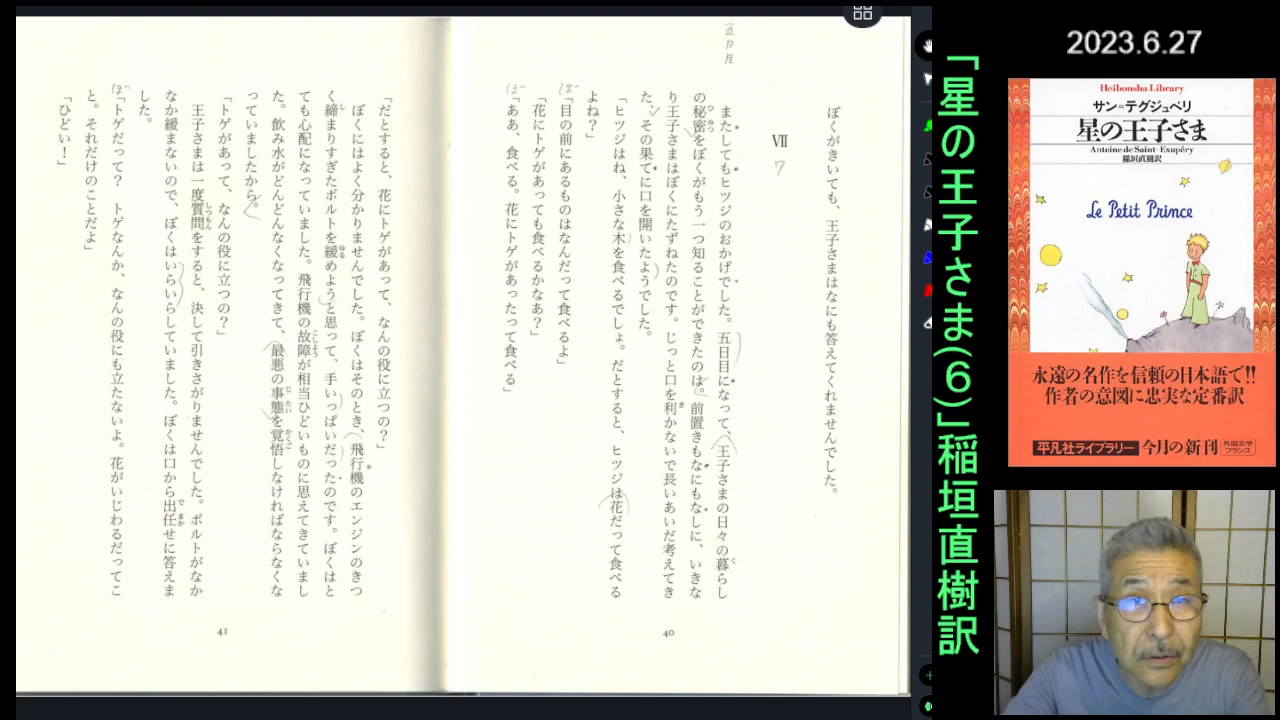 ぼくがきいても、王子さまはなにも答えてくれませんでした。
VII
7
五日目
またしてもヒツジのおかげでした。五日目になって、王子さまの日々の暮らし
の秘密をぼくがもう一つ知ることができたのは。前置きもなにもなしに、いきな
り王子さまはぼくにたずねたのです。じっと口を利かないで長いあいだ考えてき
た。その果てに口を開いたようでした。
「ヒツジはね、小さな木を食べるでしょ。だとすると、ヒツジは花だって食べる
よね？」
ぼ「目の前にあるものはなんだって食べるよ」
「花にトゲがあっても食べるかなあ？」
ぼ「ああ、食べる。花にトゲがあったって食べる」
40
「だとすると、花にトゲがあって、なんの役に立つの？」
ぼくにはよく分かりませんでした。ぼくはそのとき、飛行機のエンジンのきつ
く締まりすぎたボルトを緩めようと思って、手いっぱいだったのです。ぼくはと
ても心配になっていました。飛行機の故障が相当ひどいものに思えてきていまし
た。飲み水がどんどんなくなってきて、最悪の事態を覚悟しなければならなくな
っていましたから。
「トゲがあって、なんの役に立つの？」
王子さまは一度質問をすると、決して引きさがりませんでした。ボルトがなか
なか緩まないので、ぼくはいらいらしていました。ぼくは口から出任せに答えま
した。
ぼ「トゲだって？　トゲなんか、なんの役にも立たないよ。花がいじわるだってこ
と。それだけのことだよ」
「ひどい！」
41
「星の王子さま(６)」稲垣直樹訳
2023.6.27
Heibonsha Library
サン=テグジュペリ
星の王子さま
Antoine de Saint-Exupéry
稲垣直樹訳
Le Petit Prince
永遠の名作を信頼の日本語で!!
作者の意図に忠実な定番訳
平凡社ライブラリー 今月の新刊 外国文学 フランス